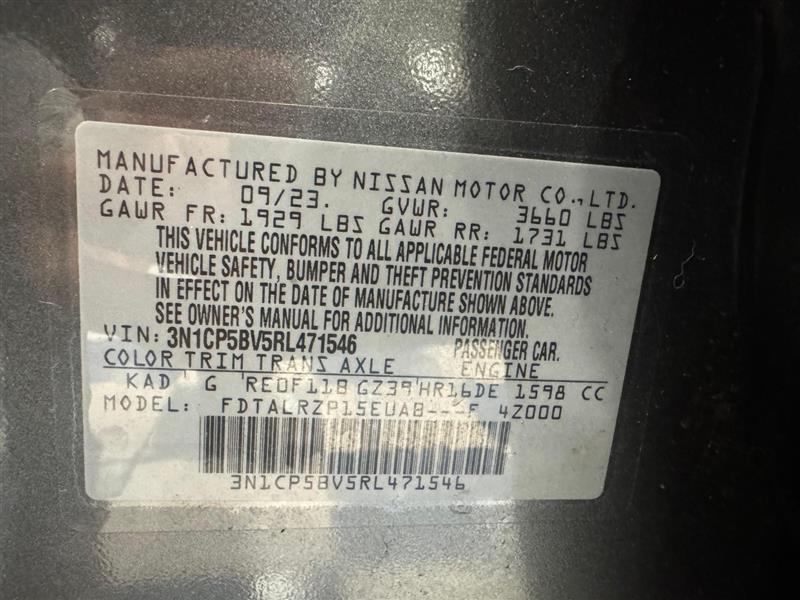 MANUFACTURED BY NISSAN MOTOR CO., LTD.
DATE: 09/23. GVWR: 3660 LBS
GAWR FR: 1929 LBS GAWR RR: 1731 LBS
THIS VEHICLE CONFORMS TO ALL APPLICABLE FEDERAL MOTOR
VEHICLE SAFETY, BUMPER AND THEFT PREVENTION STANDARDS
IN EFFECT ON THE DATE OF MANUFACTURE SHOWN ABOVE.
SEE OWNER'S MANUAL FOR ADDITIONAL INFORMATION.
VIN: 3N1CP5BV5RL471546 PASSENGER CAR.
COLOR TRIM TRANS AXLE ENGINE
KAD G RE0F11B GZ39 HR16DE 1598 CC
MODEL: FDTALRZP15EUAB---F 4Z000
3N1CP5BV5RL471546